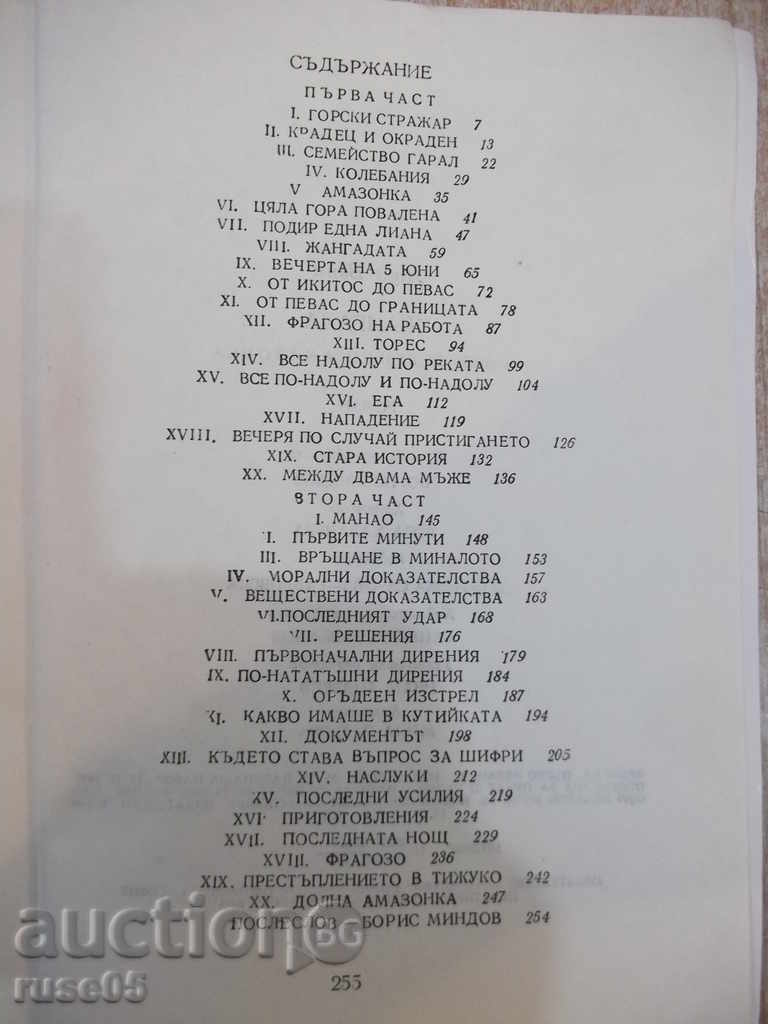 СЪДЪРЖАНИЕ
ПЪРВА ЧАСТ
I. ГОРСКИ СТРАЖАР 7
II. КРАДЕЦ И ОКРАДЕН 13
III. СЕМЕЙСТВО ГАРАЛ 22
IV. КОЛЕБАНИЯ 29
V АМАЗОНКА 35
VI. ЦЯЛА ГОРА ПОВАЛЕНА 41
VII. ПОДИР ЕДНА ЛИАНА 47
VIII. ЖАНГАДАТА 59
IX. ВЕЧЕРТА НА 5 ЮНИ 65
X. ОТ ИКИТОС ДО ПЕВАС 72
XI. ОТ ПЕВАС ДО ГРАНИЦАТА 78
XII. ФРАГОЗО НА РАБОТА 87
XIII. ТОРЕС 94
XIV. ВСЕ НАДОЛУ ПО РЕКАТА 99
XV. ВСЕ ПО-НАДОЛУ И ПО-НАДОЛУ 104
XVI. ЕГА 112
XVII. НАПАДЕНИЕ 119
XVIII. ВЕЧЕРЯ ПО СЛУЧАЙ ПРИСТИГАНЕТО 126
XIX. СТАРА ИСТОРИЯ 132
XX. МЕЖДУ ДВАМА МЪЖЕ 136
ВТОРА ЧАСТ
I. МАНАО 145
I. ПЪРВИТЕ МИНУТИ 148
III. ВРЪЩАНЕ В МИНАЛОТО 153
IV. МОРАЛНИ ДОКАЗАТЕЛСТВА 157
V. ВЕЩЕСТВЕНИ ДОКАЗАТЕЛСТВА 163
VI.ПОСЛЕДНИЯТ УДАР 168
VII. РЕШЕНИЯ 176
VIII. ПЪРВОНАЧАЛНИ ДИРЕНИЯ 179
IX. ПО-НАТАТЪШНИ ДИРЕНИЯ 184
X. ОРЪДЕЕН ИЗСТРЕЛ 187
XI. КАКВО ИМАШЕ В КУТИЙКАТА 194
XII. ДОКУМЕНТЪТ 198
XIII. КЪДЕТО СТАВА ВЪПРОС ЗА ШИФРИ 205
XIV. НАСЛУКИ 212
XV. ПОСЛЕДНИ УСИЛИЯ 219
XVI ПРИГОТОВЛЕНИЯ 224
XVII. ПОСЛЕДНАТА НОЩ 229
XVIII. ФРАГОЗО 236
XIX. ПРЕСТЪПЛЕНИЕТО В ТИЖУКО 242
XX. ДОЛНА АМАЗОНКА 247
ПОСЛЕСЛОВ БОРИС МИНДОВ 254
255
auction BG
ruse05